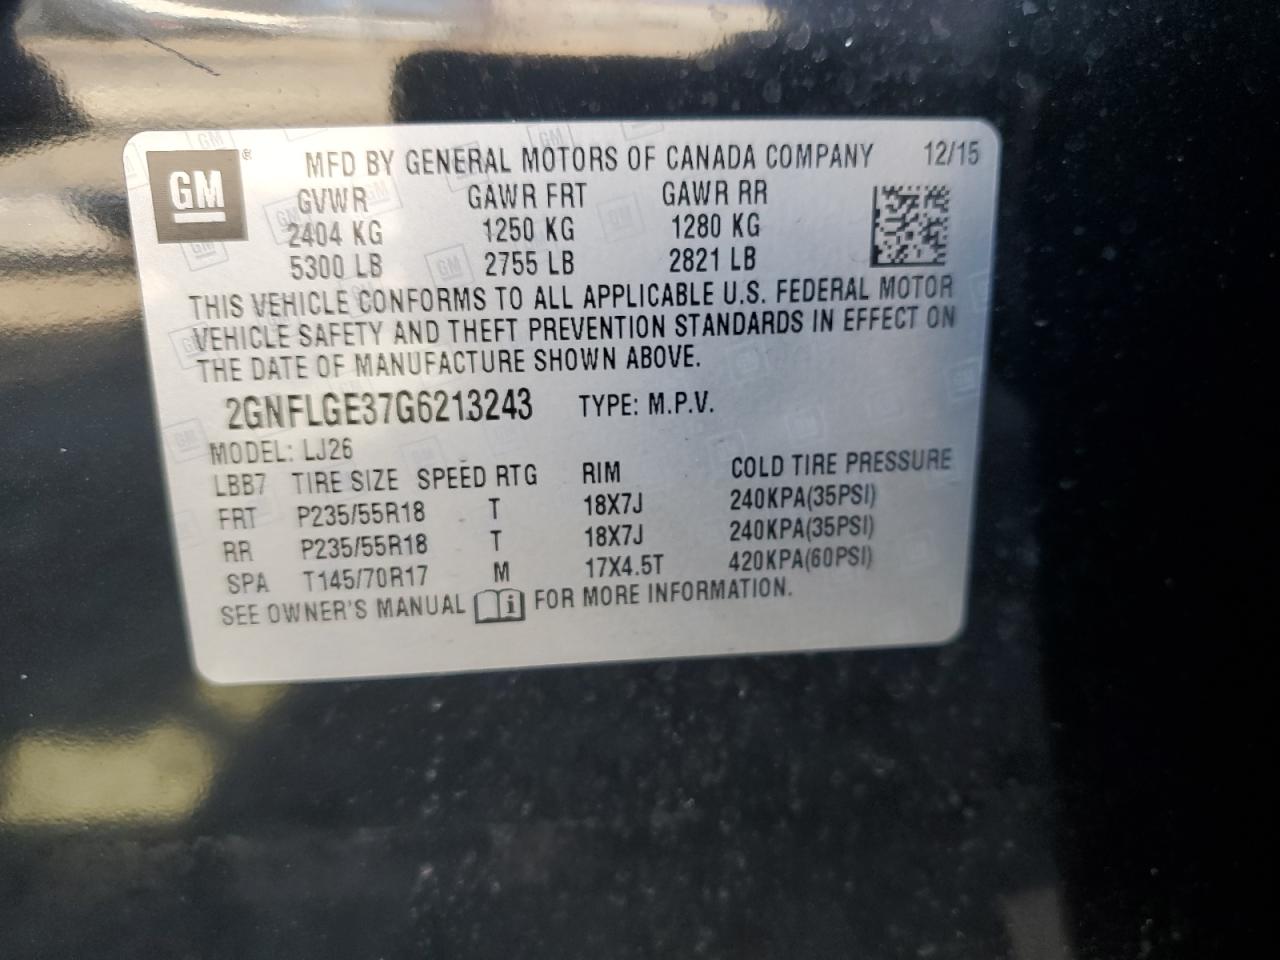 GM ® MFD BY GENERAL MOTORS OF CANADA COMPANY 12/15
GVWR GAWR FRT GAWR RR
2404 KG 1250 KG 1280 KG
5300 LB 2755 LB 2821 LB
THIS VEHICLE CONFORMS TO ALL APPLICABLE U.S. FEDERAL MOTOR
VEHICLE SAFETY AND THEFT PREVENTION STANDARDS IN EFFECT ON
THE DATE OF MANUFACTURE SHOWN ABOVE.
2GNFLGE37G6213243 TYPE: M.P.V.
MODEL: LJ26
LBB7 TIRE SIZE SPEED RTG RIM COLD TIRE PRESSURE
FRT P235/55R18 T 18X7J 240KPA(35PSI)
RR P235/55R18 T 18X7J 240KPA(35PSI)
SPA T145/70R17 M 17X4.5T 420KPA(60PSI)
SEE OWNER'S MANUAL i FOR MORE INFORMATION.